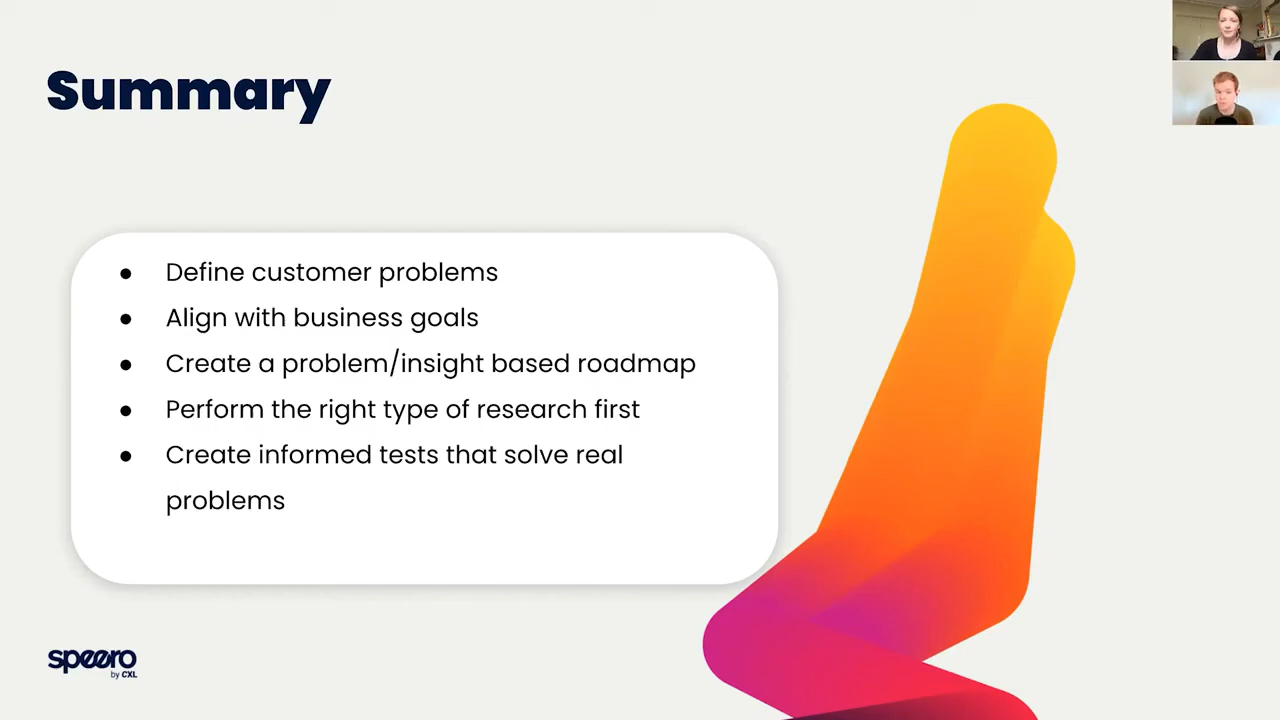 Summary
● Define customer problems
● Align with business goals
● Create a problem/insight based roadmap
● Perform the right type of research first
● Create informed tests that solve real
problems
speero
by CXL